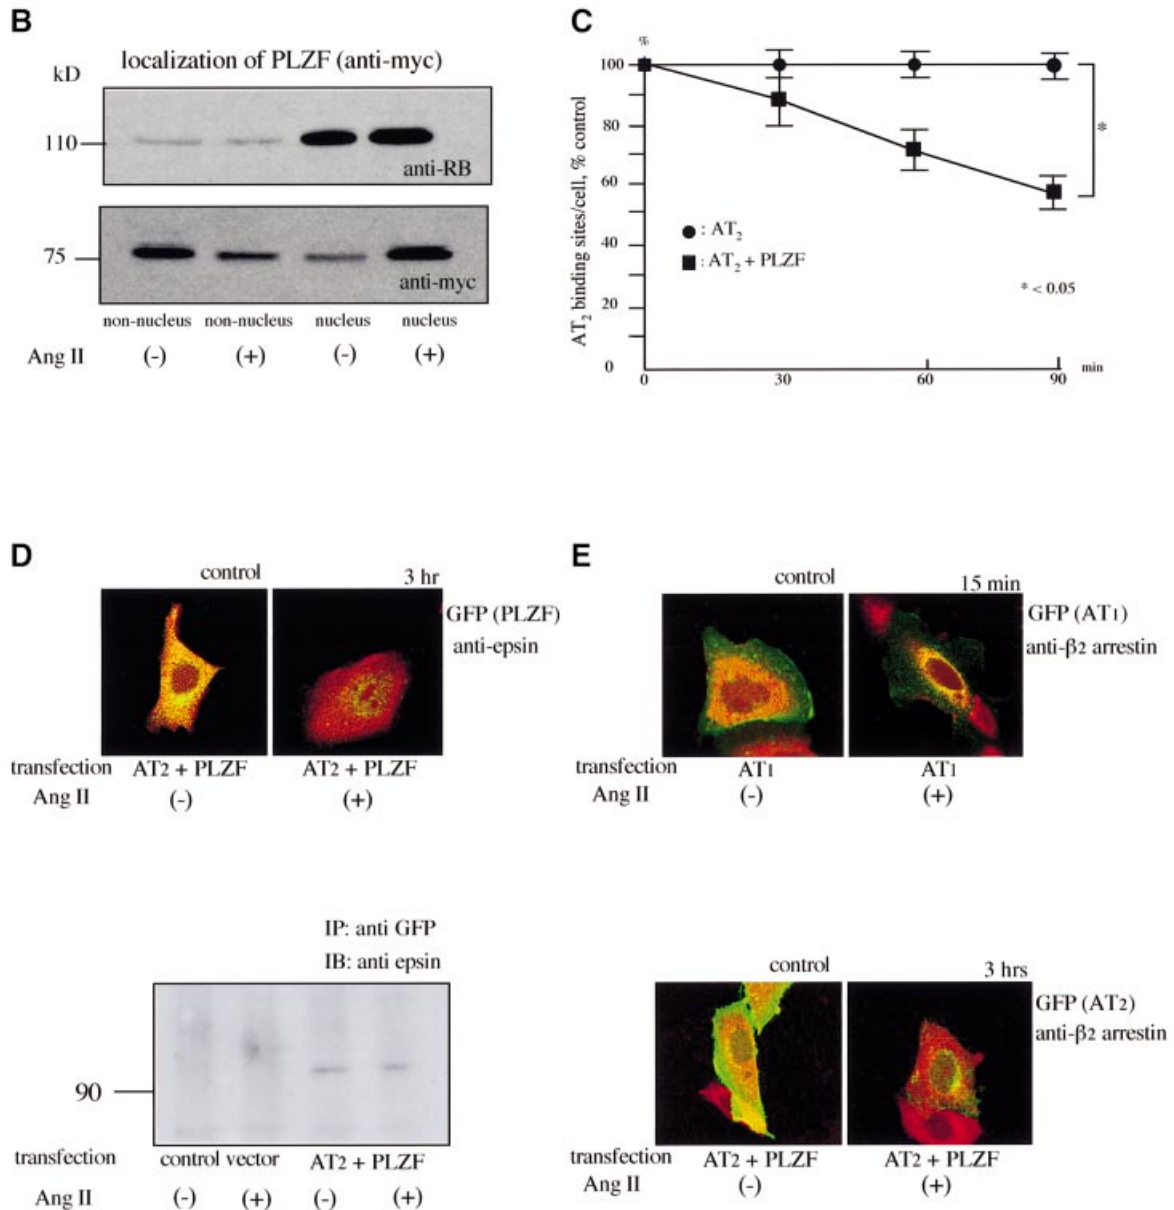 B
localization of PLZF (anti-myc)
kD
110
anti-RB
75
anti-myc
non-nucleus non-nucleus nucleus nucleus
Ang II (-) (+) (-) (+)
C
%
100
80
60
40
20
0
AT2 binding sites/cell, % control
● : AT2
■ : AT2 + PLZF
*
* < 0.05
0 30 60 90 min
D
control 3 hr
GFP (PLZF)
anti-epsin
transfection AT2 + PLZF AT2 + PLZF
Ang II (-) (+)
IP: anti GFP
IB: anti epsin
90
transfection control vector AT2 + PLZF
Ang II (-) (+) (-) (+)
E
control 15 min
GFP (AT1)
anti-β2 arrestin
transfection AT1 AT1
Ang II (-) (+)
control 3 hrs
GFP (AT2)
anti-β2 arrestin
transfection AT2 + PLZF AT2 + PLZF
Ang II (-) (+)